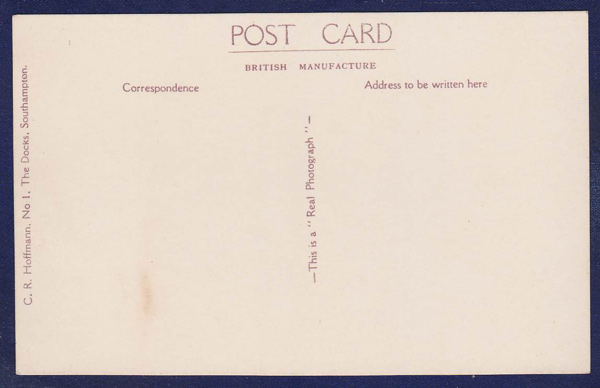 POST CARD
BRITISH MANUFACTURE
Correspondence
Address to be written here
—This is a "Real Photograph"—
C. R. Hoffmann, No 1, The Docks, Southampton.